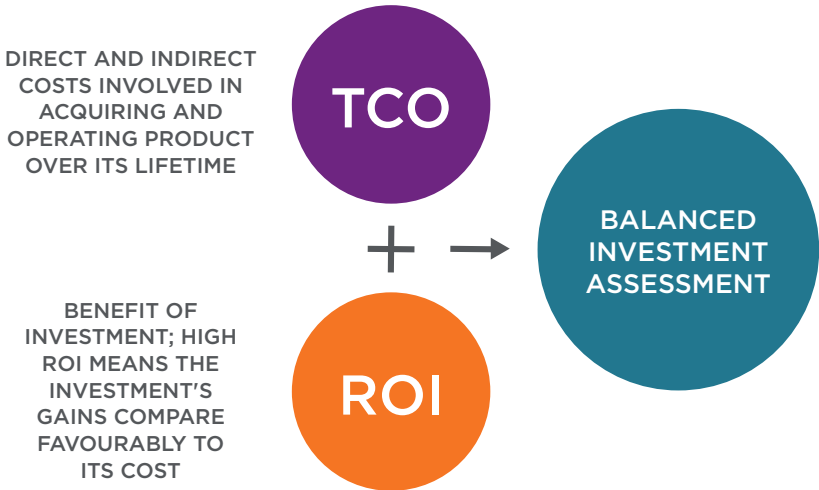 DIRECT AND INDIRECT
COSTS INVOLVED IN
ACQUIRING AND
OPERATING PRODUCT
OVER ITS LIFETIME
TCO
BENEFIT OF
INVESTMENT; HIGH
ROI MEANS THE
INVESTMENT'S
GAINS COMPARE
FAVOURABLY TO
ITS COST
ROI
BALANCED
INVESTMENT
ASSESSMENT